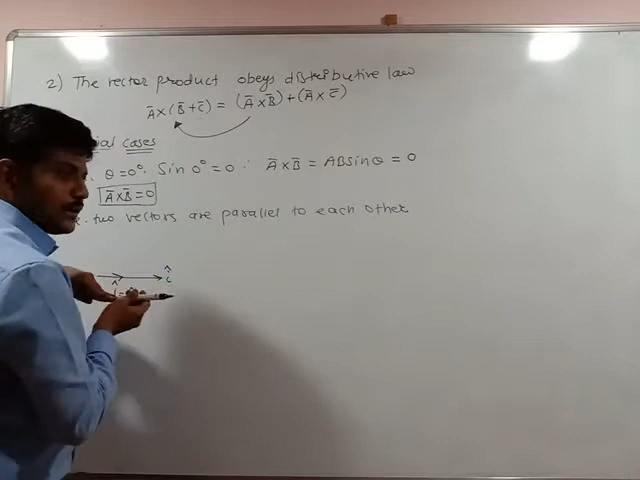 2) The vector product obeys distributive law
A̅×(B̅+C̅) = (A̅×B̅)+(A̅×C̅)
ial cases
θ=0°. Sin 0°=0 ∴ A̅×B̅ = ABsinθ = 0
A̅×B̅=0
two vectors are parallel to each other
î